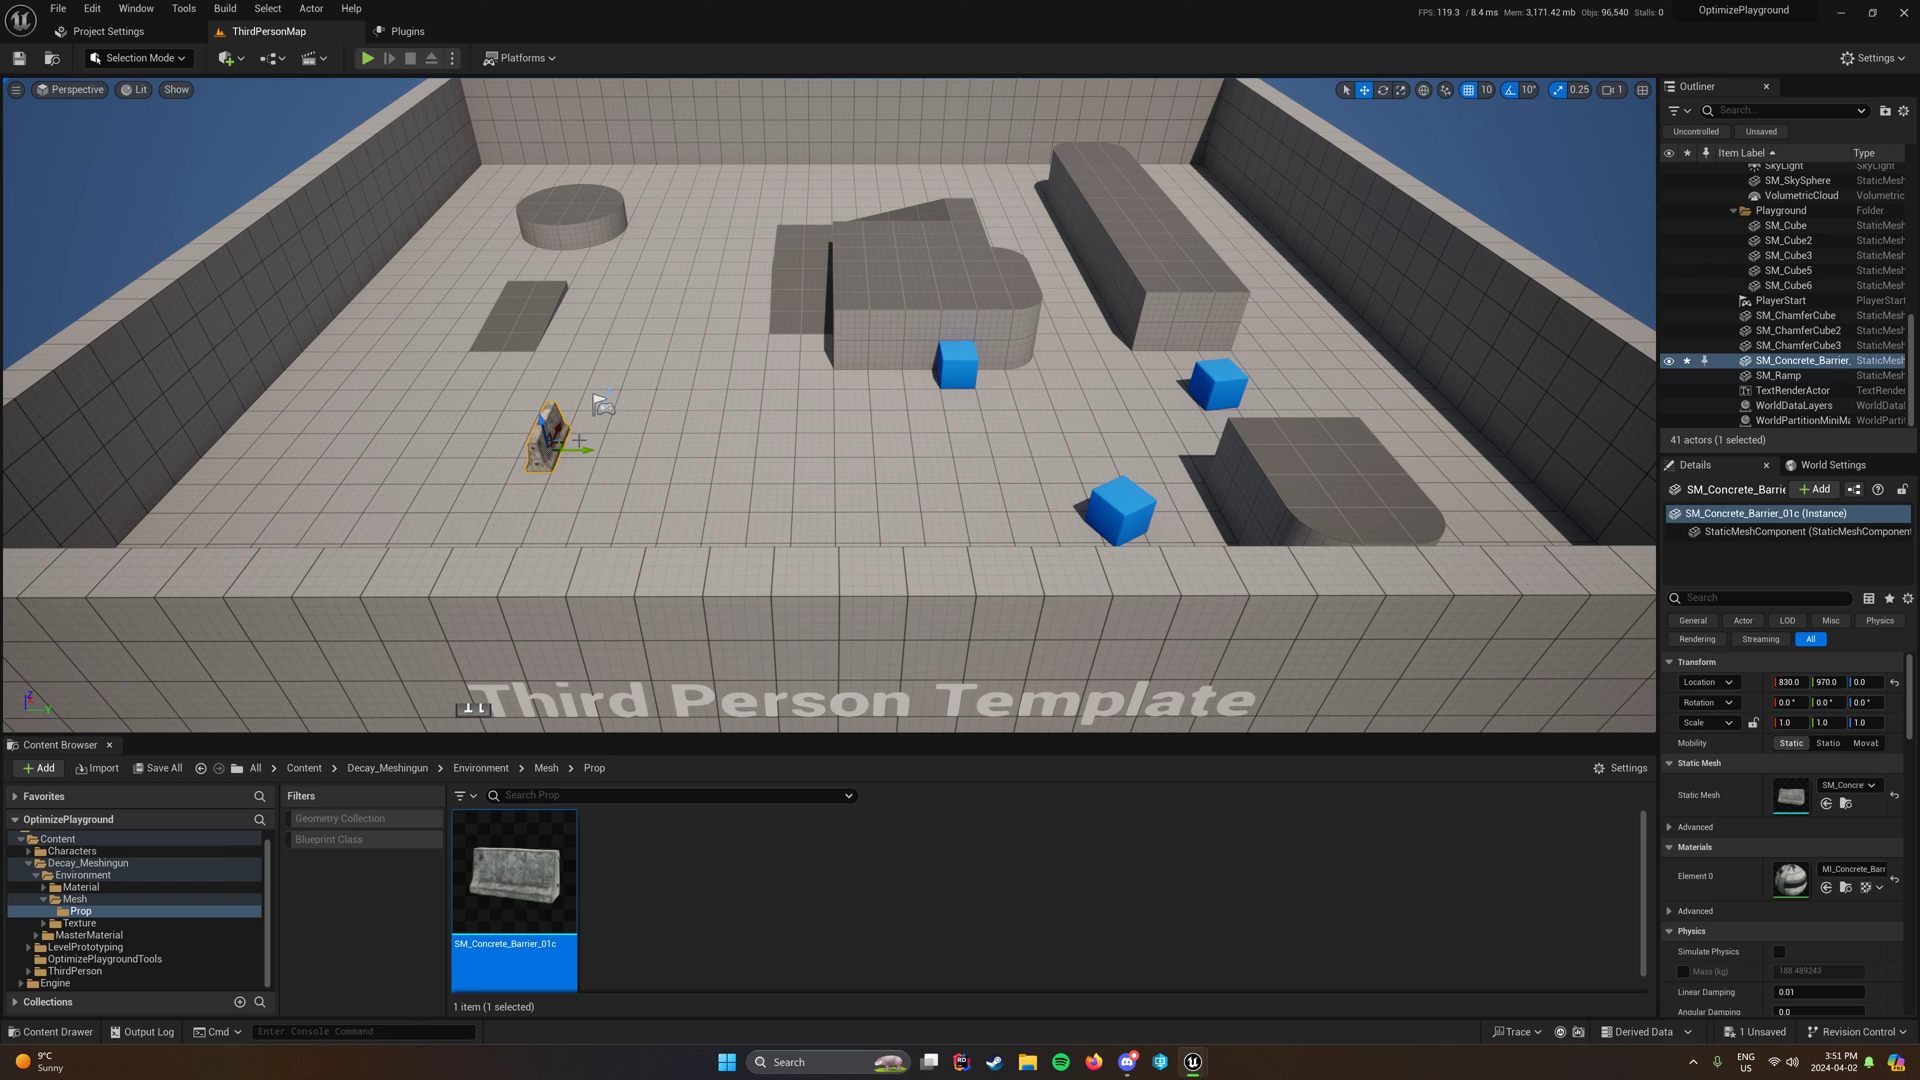 File Edit Window Tools Build Select Actor Help
FPS: 119.3 / 8.4 ms Mem: 3,171.42 mb Objs: 96,540 Stalls: 0
OptimizePlayground
Project Settings
ThirdPersonMap
Plugins
Selection Mode
Platforms
Settings
Perspective
Lit
Show
10
10°
0.25
1
Third Person Template
Outliner
Search...
Uncontrolled
Unsaved
Item Label
Type
SkyLight SkyLight
SM_SkySphere StaticMesh
VolumetricCloud Volumetric
Playground Folder
SM_Cube StaticMesh
SM_Cube2 StaticMesh
SM_Cube3 StaticMesh
SM_Cube5 StaticMesh
SM_Cube6 StaticMesh
PlayerStart PlayerStart
SM_ChamferCube StaticMesh
SM_ChamferCube2 StaticMesh
SM_ChamferCube3 StaticMesh
SM_Concrete_Barrier_ StaticMesh
SM_Ramp StaticMesh
TextRenderActor TextRende
WorldDataLayers WorldData
WorldPartitionMiniMa WorldParti
41 actors (1 selected)
Details
World Settings
SM_Concrete_Barrie
Add
SM_Concrete_Barrier_01c (Instance)
StaticMeshComponent (StaticMeshComponent
Search
General Actor LOD Misc Physics
Rendering Streaming All
Transform
Location 830.0 970.0 0.0
Rotation 0.0° 0.0° 0.0°
Scale 1.0 1.0 1.0
Mobility Static Statio Movab
Static Mesh
Static Mesh
SM_Concre
Advanced
Materials
Element 0
MI_Concrete_Barr
Advanced
Physics
Simulate Physics
Mass (kg) 188.489243
Linear Damping 0.01
Angular Damping 0.0
Content Browser
Add
Import
Save All
All > Content > Decay_Meshingun > Environment > Mesh > Prop
Settings
Favorites
OptimizePlayground
Content
Characters
Decay_Meshingun
Environment
Material
Mesh
Prop
Texture
MasterMaterial
LevelPrototyping
OptimizePlaygroundTools
ThirdPerson
Engine
Collections
Filters
Geometry Collection
Blueprint Class
Search Prop
SM_Concrete_Barrier_01c
1 item (1 selected)
Content Drawer
Output Log
Cmd
Enter Console Command
Trace
Derived Data
1 Unsaved
Revision Control
9°C
Sunny
Search
ENG
US
3:51 PM
2024-04-02